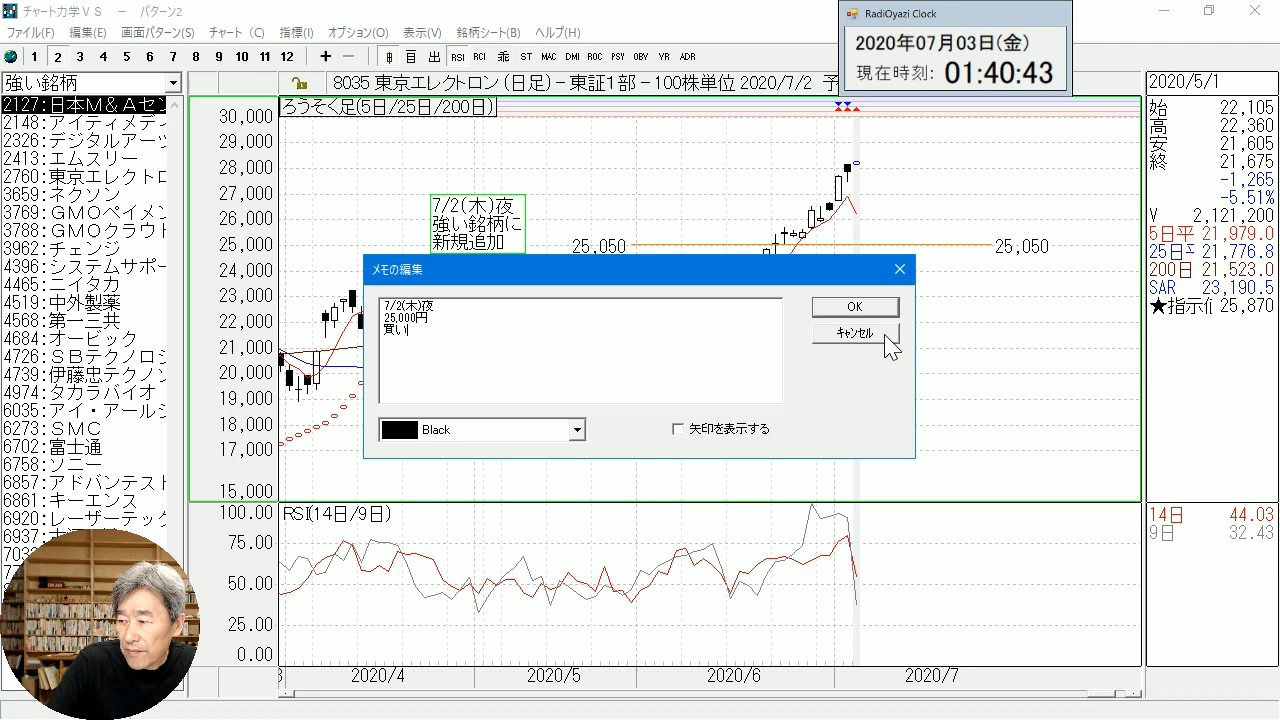 チャート力学ＶＳ － パターン2
ファイル(F) 編集(E) 画面パターン(S) チャート (C) 指標(I) オプション(O) 表示(V) 銘柄シート(B) ヘルプ(H)
1 2 3 4 5 6 7 8 9 10 11 12 + － RSI RCI 乖 ST MAC DMI ROC PSY OBV VR ADR
RadiOyazi Clock
2020年07月03日(金)
現在時刻: 01:40:43
強い銘柄
8035 東京エレクトロン (日足)－東証1部－100株単位 2020/7/2 予
2020/5/1
2127:日本Ｍ＆Ａセン
2148:アイティメディ
2326:デジタルアーツ
2413:エムスリー
2760:東京エレクトロ
3659:ネクソン
3769:ＧＭＯペイメン
3788:ＧＭＯクラウド
3962:チェンジ
4396:システムサポー
4465:ニイタカ
4519:中外製薬
4568:第一三共
4684:オービック
4726:ＳＢテクノロジ
4739:伊藤忠テクノソ
4974:タカラバイオ
6035:アイ・アールジ
6273:ＳＭＣ
6702:富士通
6758:ソニー
6857:アドバンテスト
6861:キーエンス
6920:レーザーテック
6937:
ろうそく足(5日/25日/200日)
30,000
29,000
28,000
27,000
26,000
25,000
24,000
23,000
22,000
21,000
20,000
19,000
18,000
17,000
15,000
7/2(木)夜
強い銘柄に
新規追加
25,050
25,050
メモの編集
7/2(木)夜
25,000円
買い
OK
キャンセル
Black
矢印を表示する
始 22,105
高 22,360
安 21,605
終 21,675
-1,265
-5.51%
V 2,121,200
5日平 21,979.0
25日平 21,776.8
200日 21,523.0
SAR 23,190.5
★指示値 25,870
RSI(14日/9日)
100.00
75.00
50.00
25.00
0.00
14日 44.03
9日 32.43
2020/4 2020/5 2020/6 2020/7